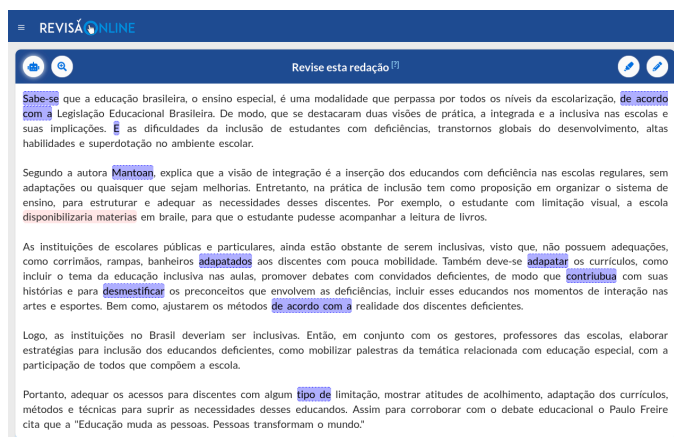 ≡ REVISÁ ONLINE
Revise esta redação [?]
Sabe-se que a educação brasileira, o ensino especial, é uma modalidade que perpassa por todos os níveis da escolarização, de acordo
com a Legislação Educacional Brasileira. De modo, que se destacaram duas visões de prática, a integrada e a inclusiva nas escolas e
suas implicações. E as dificuldades da inclusão de estudantes com deficiências, transtornos globais do desenvolvimento, altas
habilidades e superdotação no ambiente escolar.
Segundo a autora Mantoan, explica que a visão de integração é a inserção dos educandos com deficiência nas escolas regulares, sem
adaptações ou quaisquer que sejam melhorias. Entretanto, na prática de inclusão tem como proposição em organizar o sistema de
ensino, para estruturar e adequar as necessidades desses discentes. Por exemplo, o estudante com limitação visual, a escola
disponibilizaria materias em braile, para que o estudante pudesse acompanhar a leitura de livros.
As instituições de escolares públicas e particulares, ainda estão obstante de serem inclusivas, visto que, não possuem adequações,
como corrimãos, rampas, banheiros adapatados aos discentes com pouca mobilidade. Também deve-se adapatar os currículos, como
incluir o tema da educação inclusiva nas aulas, promover debates com convidados deficientes, de modo que contriubua com suas
histórias e para desmestificar os preconceitos que envolvem as deficiências, incluir esses educandos nos momentos de interação nas
artes e esportes. Bem como, ajustarem os métodos de acordo com a realidade dos discentes deficientes.
Logo, as instituições no Brasil deveriam ser inclusivas. Então, em conjunto com os gestores, professores das escolas, elaborar
estratégias para inclusão dos educandos deficientes, como mobilizar palestras da temática relacionada com educação especial, com a
participação de todos que compõem a escola.
Portanto, adequar os acessos para discentes com algum tipo de limitação, mostrar atitudes de acolhimento, adaptação dos currículos,
métodos e técnicas para suprir as necessidades desses educandos. Assim para corroborar com o debate educacional o Paulo Freire
cita que a "Educação muda as pessoas. Pessoas transformam o mundo."